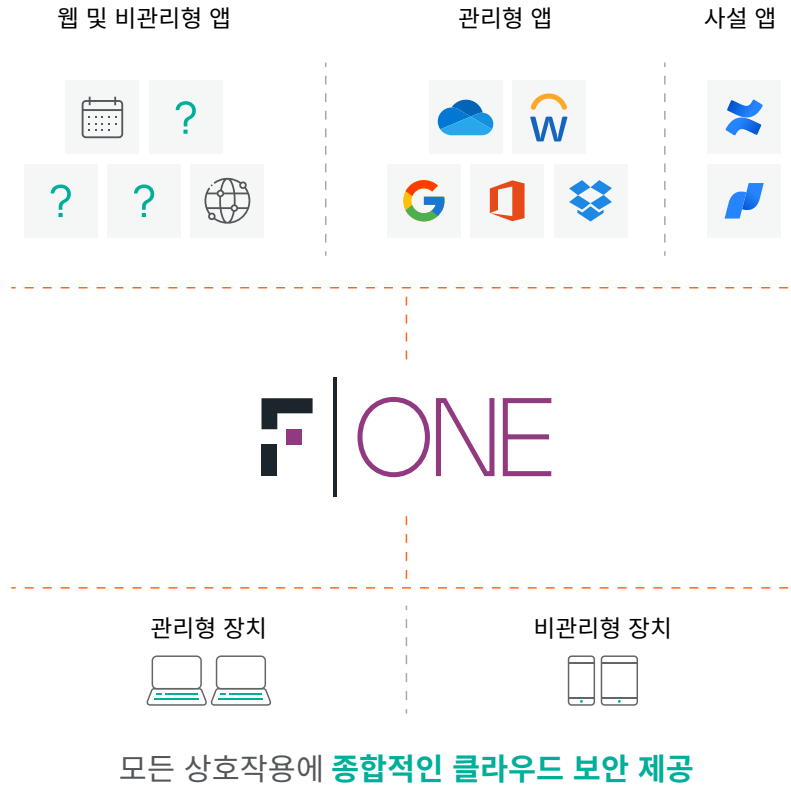 웹 및 비관리형 앱
관리형 앱
사설 앱
?
W
? ?
G
F ONE
관리형 장치
비관리형 장치
모든 상호작용에 종합적인 클라우드 보안 제공